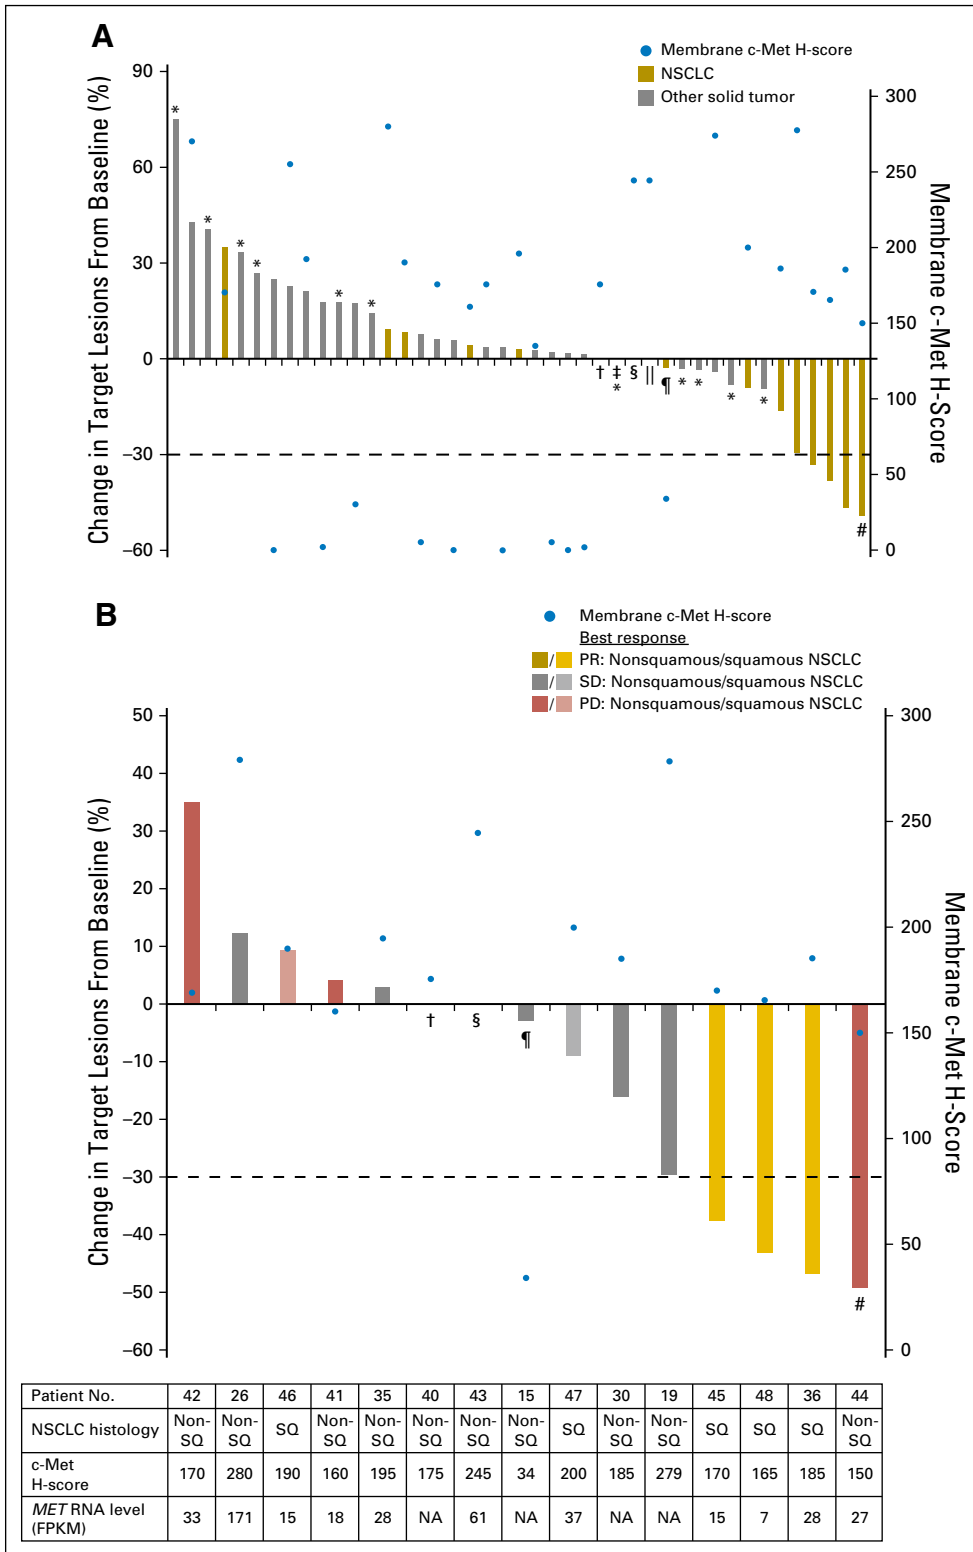 A
Membrane c-Met H-score
NSCLC
Other solid tumor
Change in Target Lesions From Baseline (%)
90
60
30
0
–30
–60
Membrane c-Met H-Score
300
250
200
150
100
50
0
* * * * * *
*
† ‡ § || ¶ * * * *
*
#
B
Membrane c-Met H-score
Best response
/ PR: Nonsquamous/squamous NSCLC
/ SD: Nonsquamous/squamous NSCLC
/ PD: Nonsquamous/squamous NSCLC
Change in Target Lesions From Baseline (%)
50
40
30
20
10
0
–10
–20
–30
–40
–50
–60
Membrane c-Met H-Score
300
250
200
150
100
50
0
† § ¶
#
Patient No. 42 26 46 41 35 40 43 15 47 30 19 45 48 36 44
NSCLC histology Non-SQ Non-SQ SQ Non-SQ Non-SQ Non-SQ Non-SQ Non-SQ SQ Non-SQ Non-SQ SQ SQ SQ Non-SQ
c-Met H-score 170 280 190 160 195 175 245 34 200 185 279 170 165 185 150
MET RNA level (FPKM) 33 171 15 18 28 NA 61 NA 37 NA NA 15 7 28 27